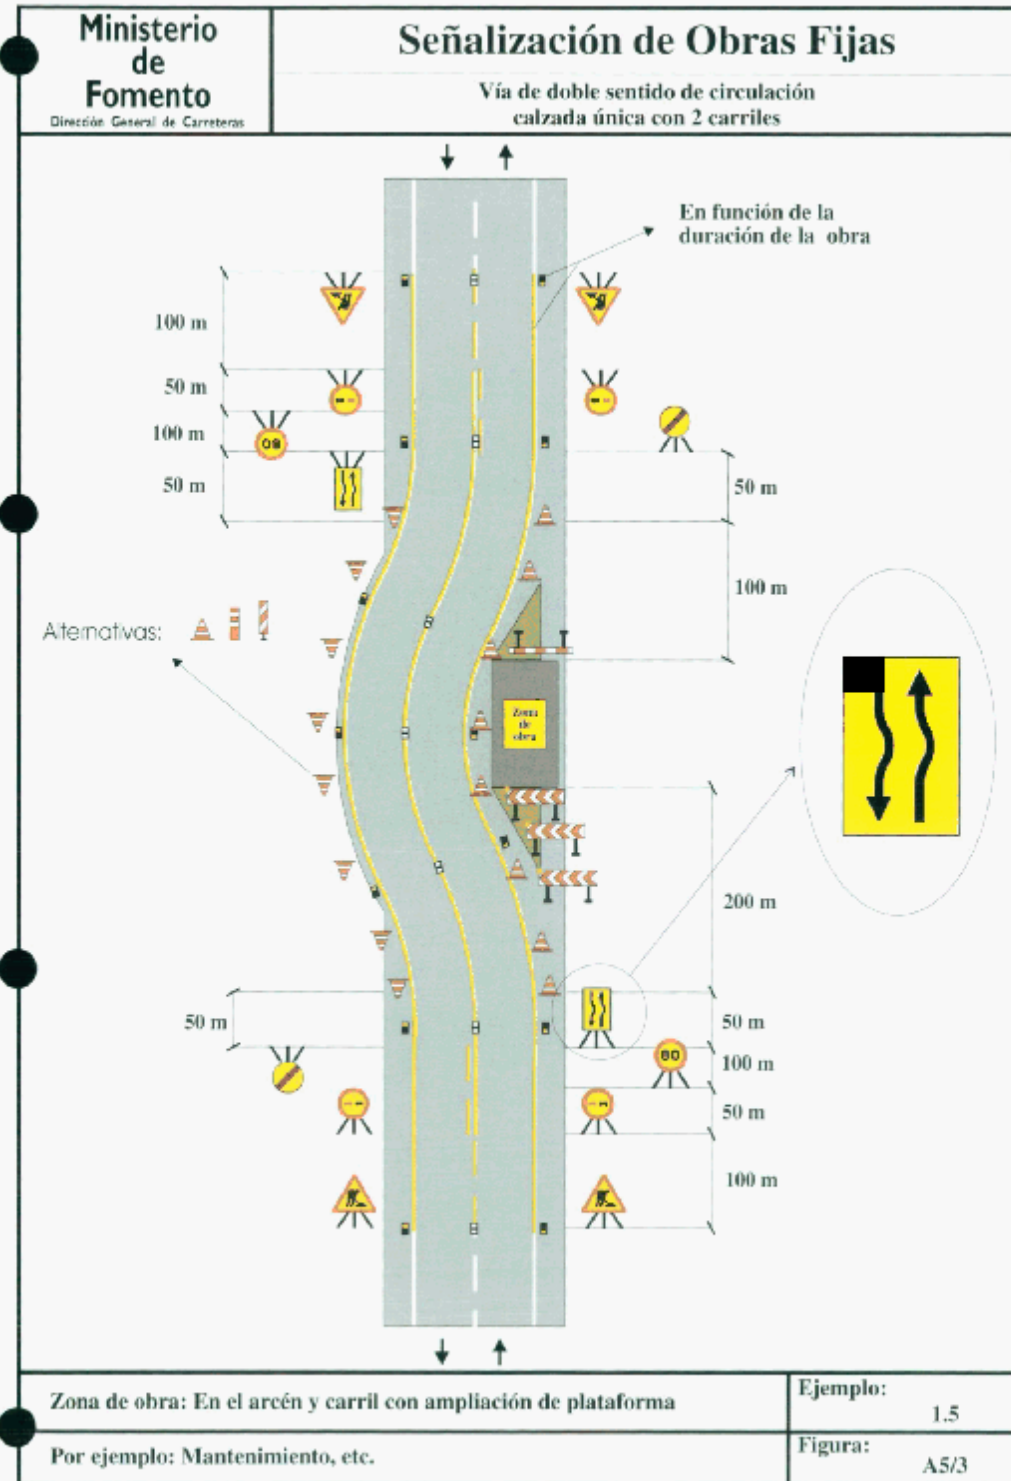 Ministerio
de
Fomento
Dirección General de Carreteras
Señalización de Obras Fijas
Vía de doble sentido de circulación
calzada única con 2 carriles
En función de la
duración de la obra
100 m
50 m
100 m
50 m
80
50 m
100 m
Alternativas:
Zona
de
obra
200 m
50 m
50 m
80
100 m
50 m
100 m
Zona de obra: En el arcén y carril con ampliación de plataforma
Ejemplo:
1.5
Por ejemplo: Mantenimiento, etc.
Figura:
A5/3